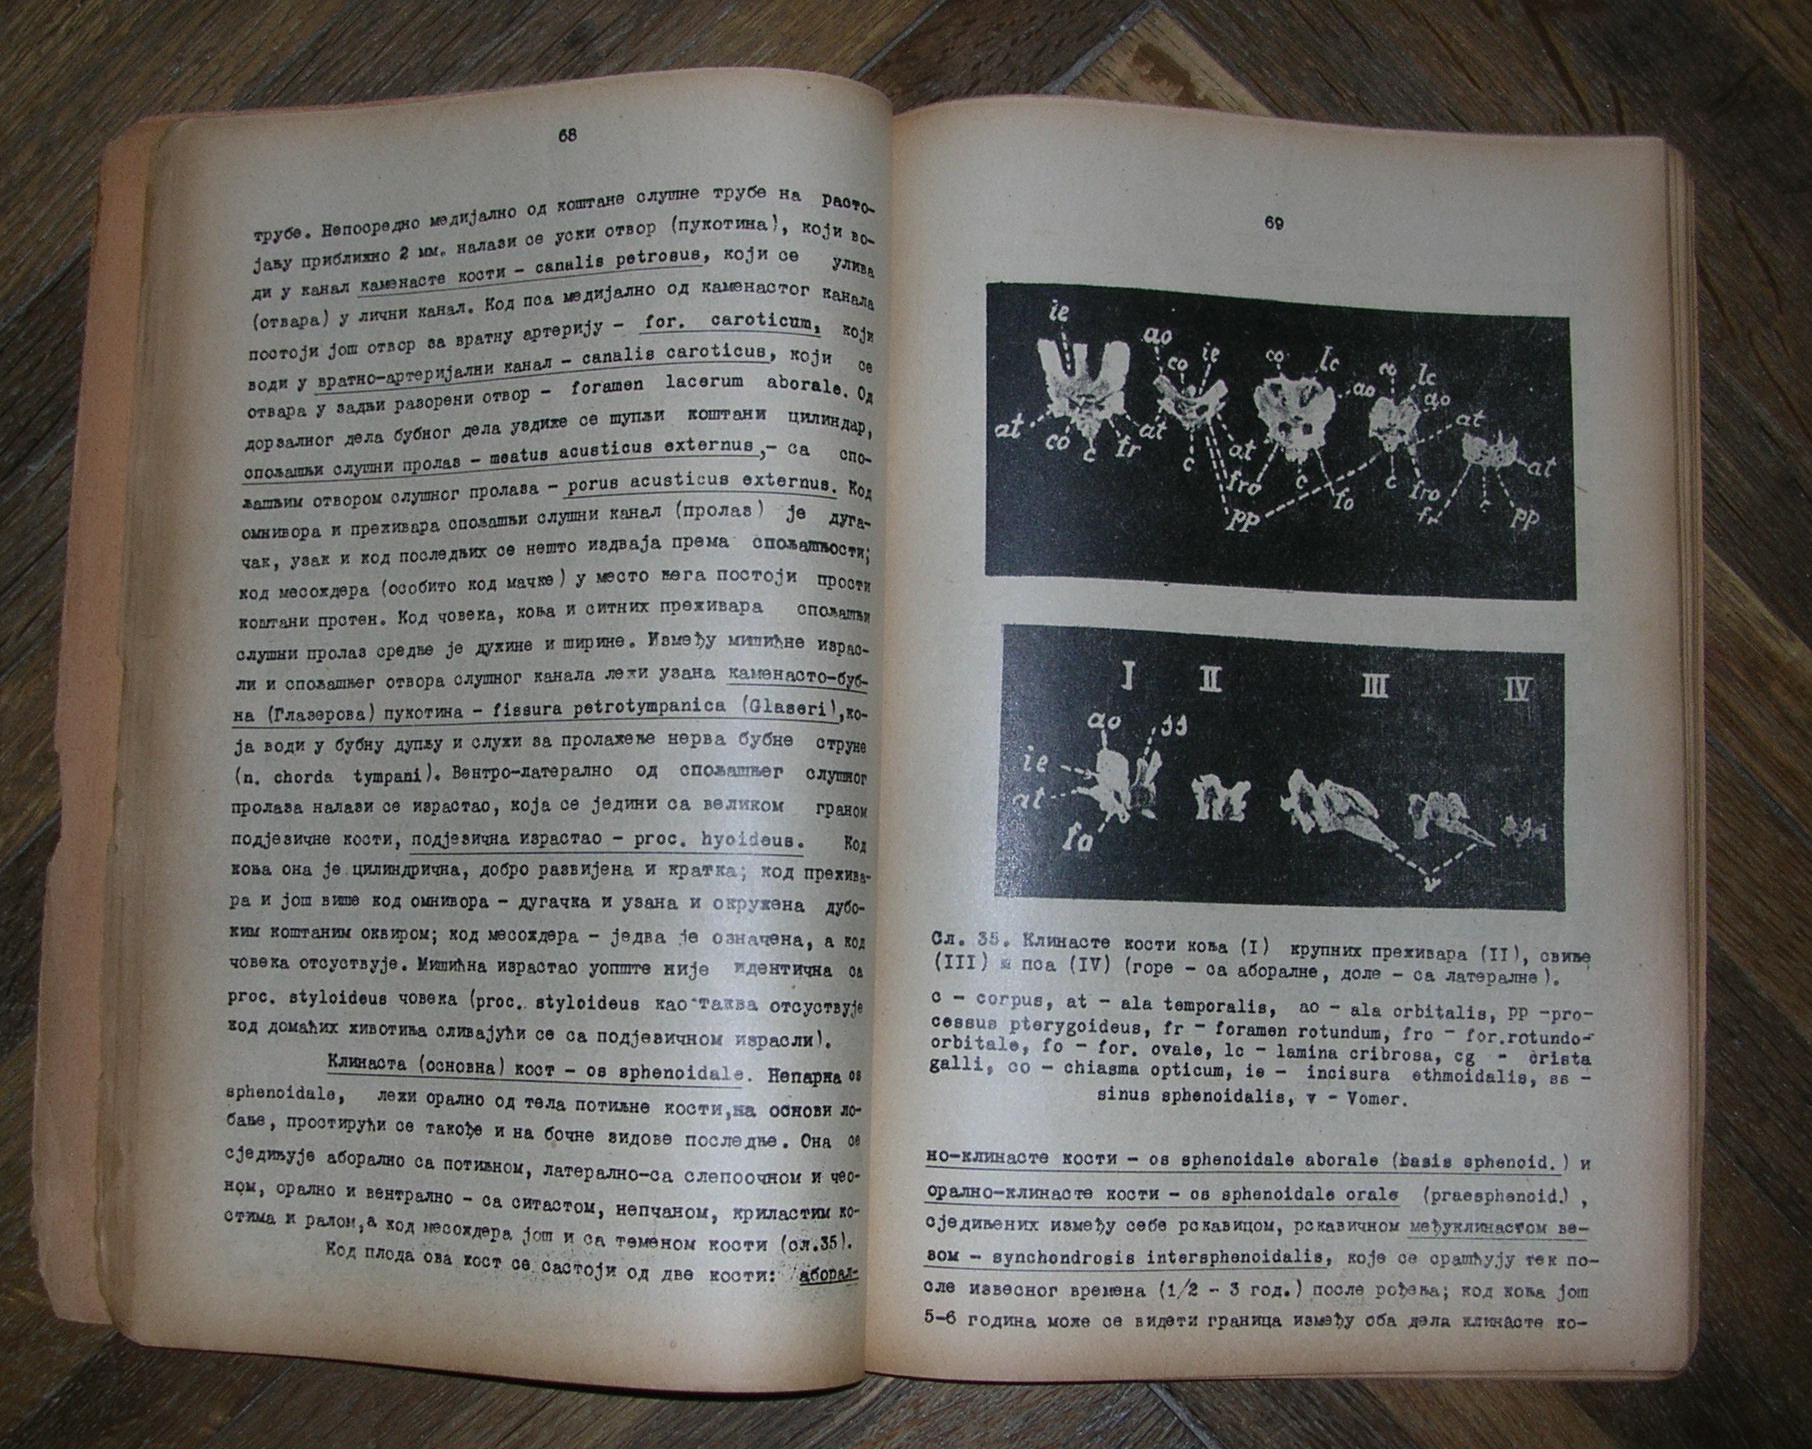 68
трубе. Непосредно медијално од коштане слушне трубе на расто-
јању приближно 2 мм. налази се уски отвор (пукотина), који во-
ди у канал каменасте кости - canalis petrosus, који се улива
(отвара) у лични канал. Код пса медијално од каменастог канала
постоји још отвор за вратну артерију - for. caroticum, који
води у вратно-артеријални канал - canalis caroticus, који се
отвара у задњи разорени отвор - foramen lacerum aborale. Од
дорзалног дела бубног дела уздиже се шупљи коштани цилиндар,
спољашњи слушни пролаз - meatus acusticus externus,- са спо-
љашњим отвором слушног пролаза - porus acusticus externus. Код
омнивора и преживара спољашњи слушни канал (пролаз) је дуга-
чак, узак и код последњих се нешто издваја према спољашњости;
код месождера (особито код мачке) у место њега постоји прости
коштани прстен. Код човека, коња и ситних преживара спољашњи
слушни пролаз средње је дужине и ширине. Између мишићне израс-
ли и спољашњег отвора слушног канала лежи узана каменасто-буб-
на (Глазерова) пукотина - fissura petrotympanica (Glaseri),ко-
ја води у бубну дупљу и служи за пролажење нерва бубне струне
(n. chorda tympani). Вентро-латерално од спољашњег слушног
пролаза налази се израстао, која се једини са великом граном
подјезичне кости, подјезична израстао - proc. hyoideus. Код
коња она је цилиндрична, добро развијена и кратка; код прежива-
ра и још више код омнивора - дугачка и узана и окружена дубо-
ким коштаним оквиром; код месождера - једва је означена, а код
човека отсуствује. Мишићна израстао уопште није идентична са
proc. styloideus човека (proc. styloideus као таква отсуствује
код домаћих животиња сливајући се са подјезичном израсли).
Клинаста (основна) кост - os sphenoidale. Непарна os
sphenoidale, лежи орално од тела потиљне кости,на основи ло-
бање, простирући се такође и на бочне зидове последње. Она се
сједињује аборално са потиљном, латерално-са слепоочном и чео-
ном, орално и вентрално - са ситастом, непчаном, криластим ко-
стима и ралом,а код месождера још и са теменом кости (сл.35).
Код плода ова кост се састоји од две кости: аборал-
69
ie
ao
co
ie
co
lc
ao
co
lc
ao
at
at
co
c
fr
at
c
at
fro
c
fo
c
fro
fr
c
pp
at
pp
I II III IV
ao
ss
ie
at
fo
v
Сл. 35. Клинасте кости коња (I) крупних преживара (II), свиње
(III) и пса (IV) (горе - са аборалне, доле - са латералне).
c - corpus, at - ala temporalis, ao - ala orbitalis, pp -pro-
cessus pterygoideus, fr - foramen rotundum, fro - for.rotundo-
orbitale, fo - for. ovale, lc - lamina cribrosa, cg - crista
galli, co - chiasma opticum, ie - incisura ethmoidalis, ss -
sinus sphenoidalis, v - Vomer.
но-клинасте кости - os sphenoidale aborale (basis sphenoid.) и
орално-клинасте кости - os sphenoidale orale (praesphenoid.),
сједињених између себе рскавицом, рскавичном међуклинастом ве-
зом - synchondrosis intersphenoidalis, које се срашћују тек по-
сле извесног времена (1/2 - 3 год.) после рођења; код коња још
5-6 година може се видети граница између оба дела клинасте ко-